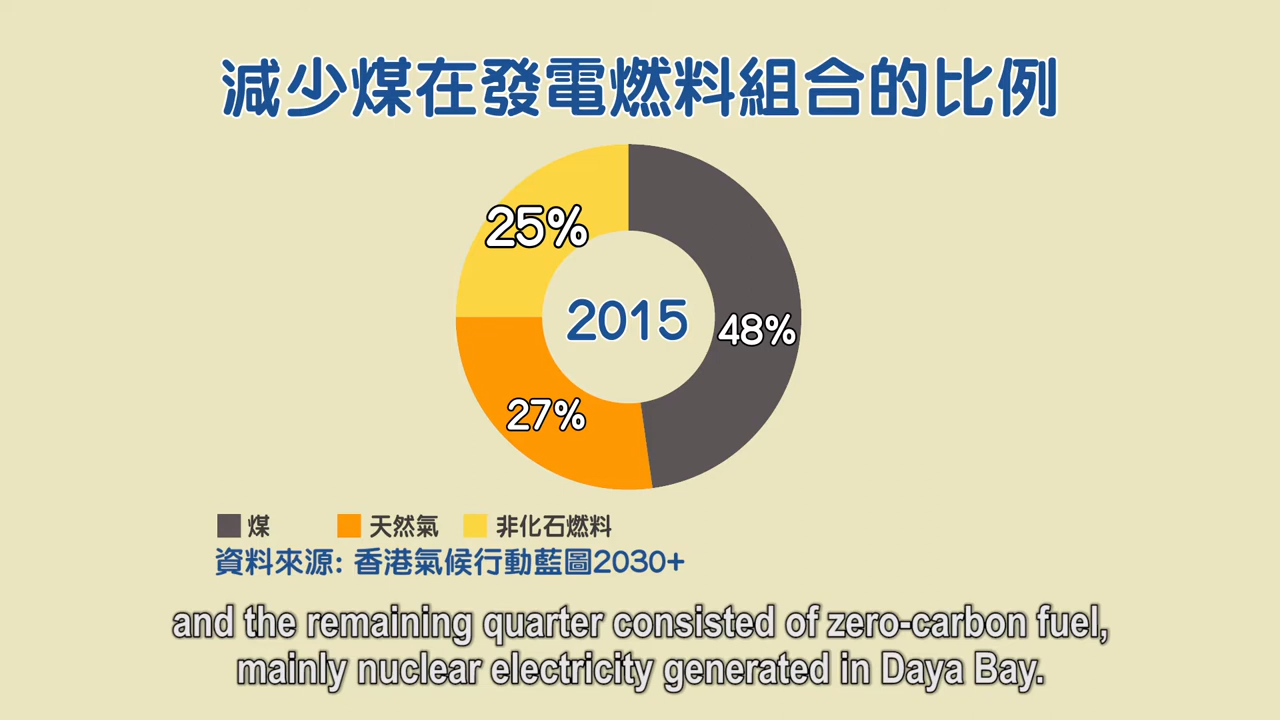 減少煤在發電燃料組合的比例
25%
2015
48%
27%
煤 天然氣 非化石燃料
資料來源: 香港氣候行動藍圖2030+
and the remaining quarter consisted of zero-carbon fuel,
mainly nuclear electricity generated in Daya Bay.